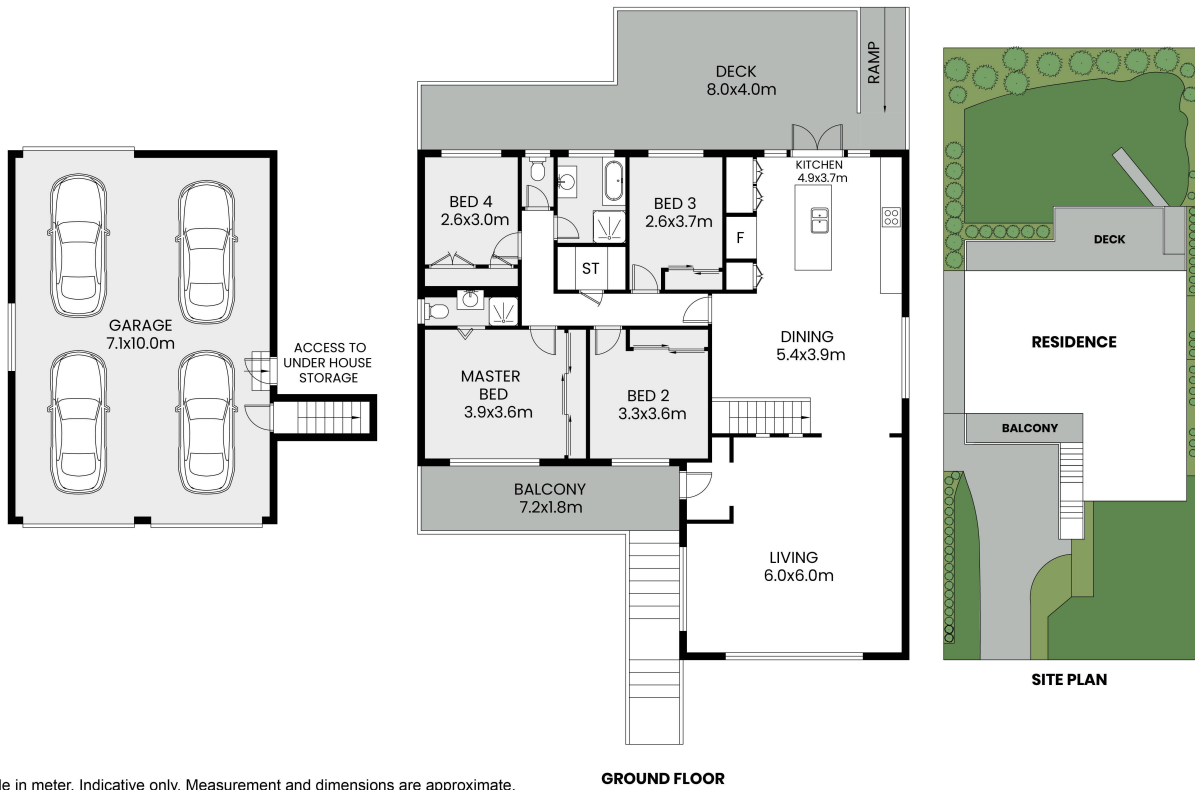 DECK
8.0x4.0m
RAMP
KITCHEN
4.9x3.7m
BED 4
2.6x3.0m
BED 3
2.6x3.7m
F
ST
DECK
GARAGE
7.1x10.0m
ACCESS TO
UNDER HOUSE
STORAGE
DINING
5.4x3.9m
RESIDENCE
MASTER
BED
3.9x3.6m
BED 2
3.3x3.6m
BALCONY
BALCONY
7.2x1.8m
LIVING
6.0x6.0m
SITE PLAN
GROUND FLOOR
in meter. Indicative only. Measurement and dimensions are approximate.